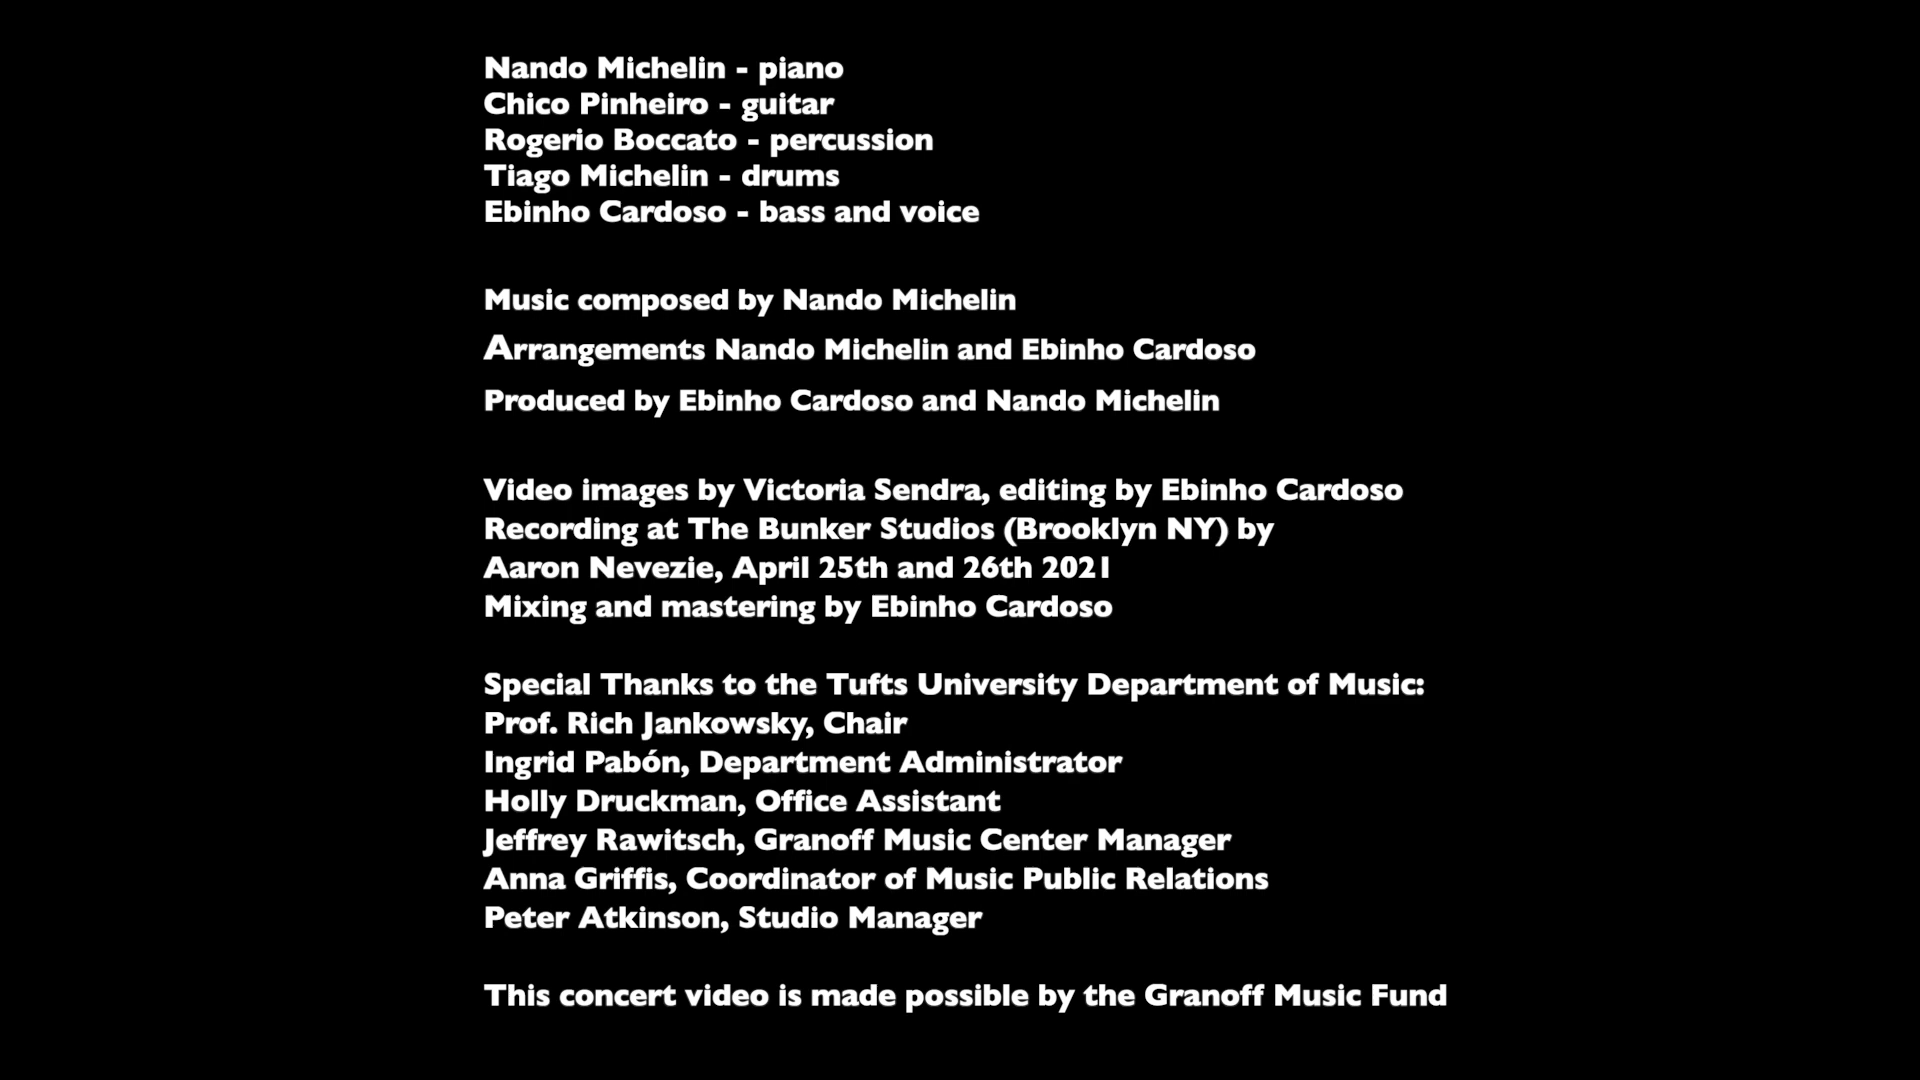 Nando Michelin - piano
Chico Pinheiro - guitar
Rogerio Boccato - percussion
Tiago Michelin - drums
Ebinho Cardoso - bass and voice
Music composed by Nando Michelin
Arrangements Nando Michelin and Ebinho Cardoso
Produced by Ebinho Cardoso and Nando Michelin
Video images by Victoria Sendra, editing by Ebinho Cardoso
Recording at The Bunker Studios (Brooklyn NY) by
Aaron Nevezie, April 25th and 26th 2021
Mixing and mastering by Ebinho Cardoso
Special Thanks to the Tufts University Department of Music:
Prof. Rich Jankowsky, Chair
Ingrid Pabón, Department Administrator
Holly Druckman, Office Assistant
Jeffrey Rawitsch, Granoff Music Center Manager
Anna Griffis, Coordinator of Music Public Relations
Peter Atkinson, Studio Manager
This concert video is made possible by the Granoff Music Fund